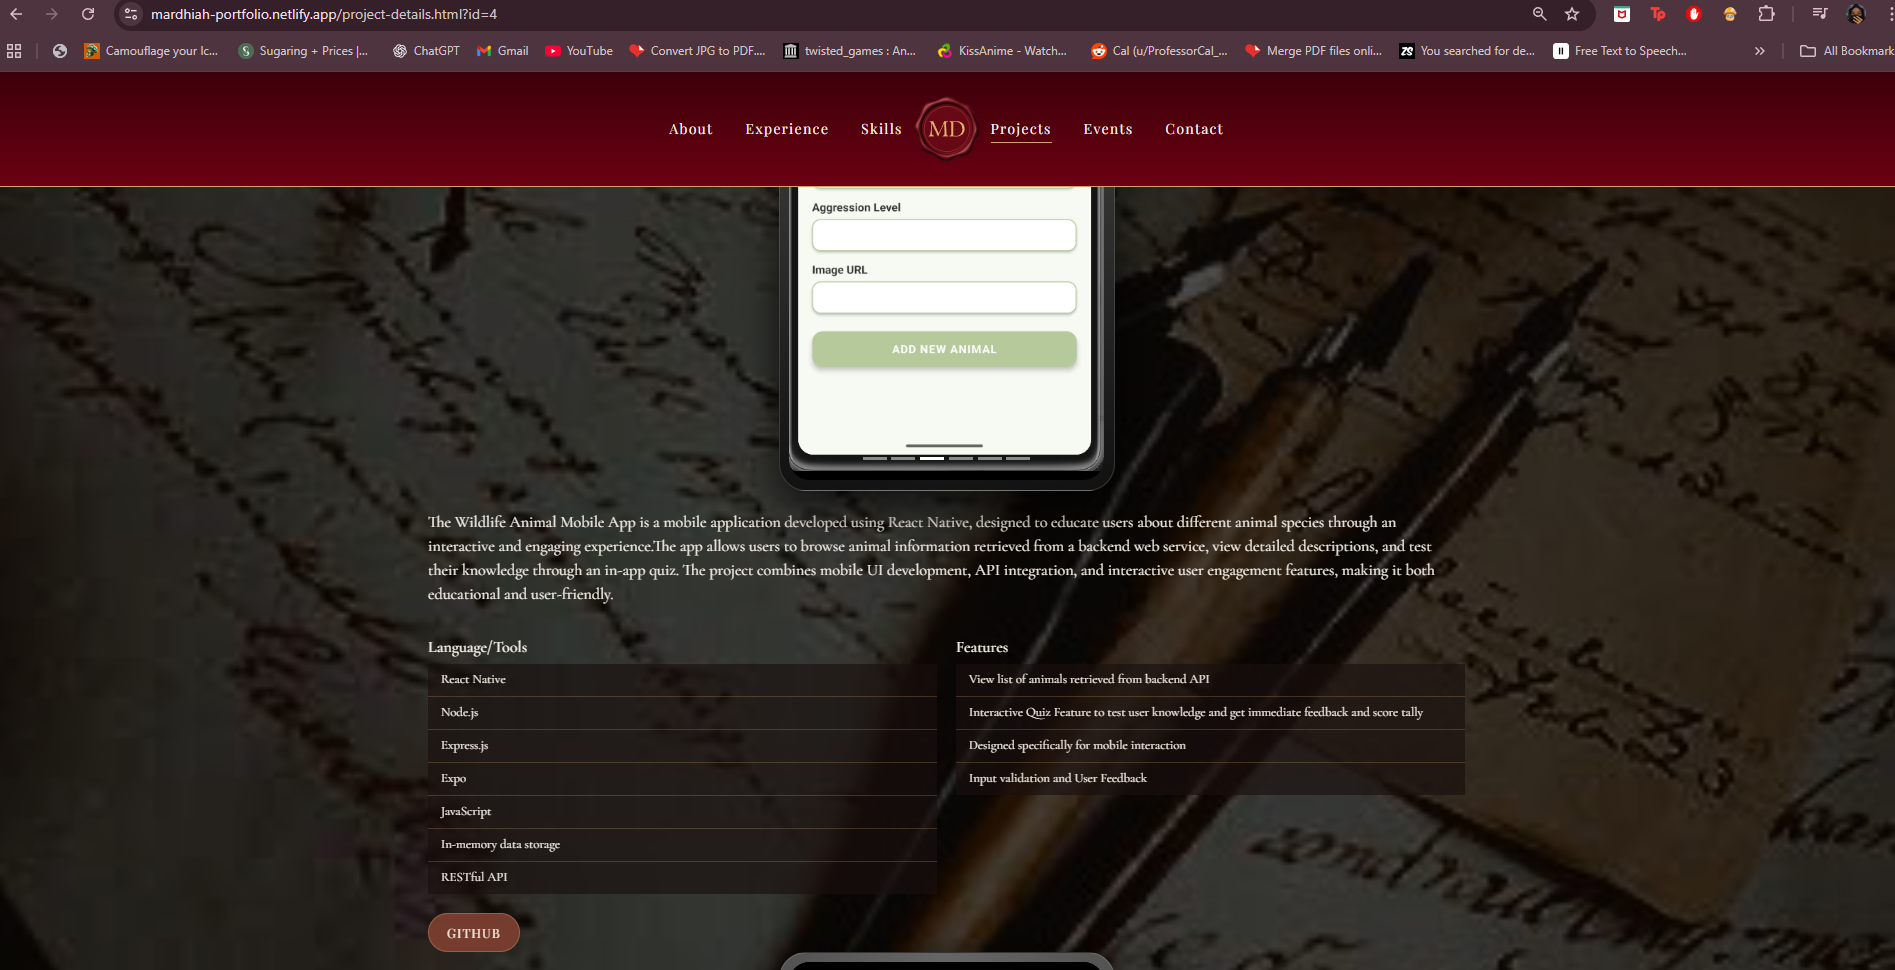 mardhiah-portfolio.netlify.app/project-details.html?id=4
Camouflage your Ic...
Sugaring + Prices |...
ChatGPT
Gmail
YouTube
Convert JPG to PDF....
twisted_games : An...
KissAnime - Watch...
Cal (u/ProfessorCal_...
Merge PDF files onli...
You searched for de...
Free Text to Speech...
»
All Bookmark
About
Experience
Skills
MD
Projects
Events
Contact
Aggression Level
Image URL
ADD NEW ANIMAL
The Wildlife Animal Mobile App is a mobile application developed using React Native, designed to educate users about different animal species through an
interactive and engaging experience.The app allows users to browse animal information retrieved from a backend web service, view detailed descriptions, and test
their knowledge through an in-app quiz. The project combines mobile UI development, API integration, and interactive user engagement features, making it both
educational and user-friendly.
Language/Tools
React Native
Node.js
Express.js
Expo
JavaScript
In-memory data storage
RESTful API
Features
View list of animals retrieved from backend API
Interactive Quiz Feature to test user knowledge and get immediate feedback and score tally
Designed specifically for mobile interaction
Input validation and User Feedback
GITHUB